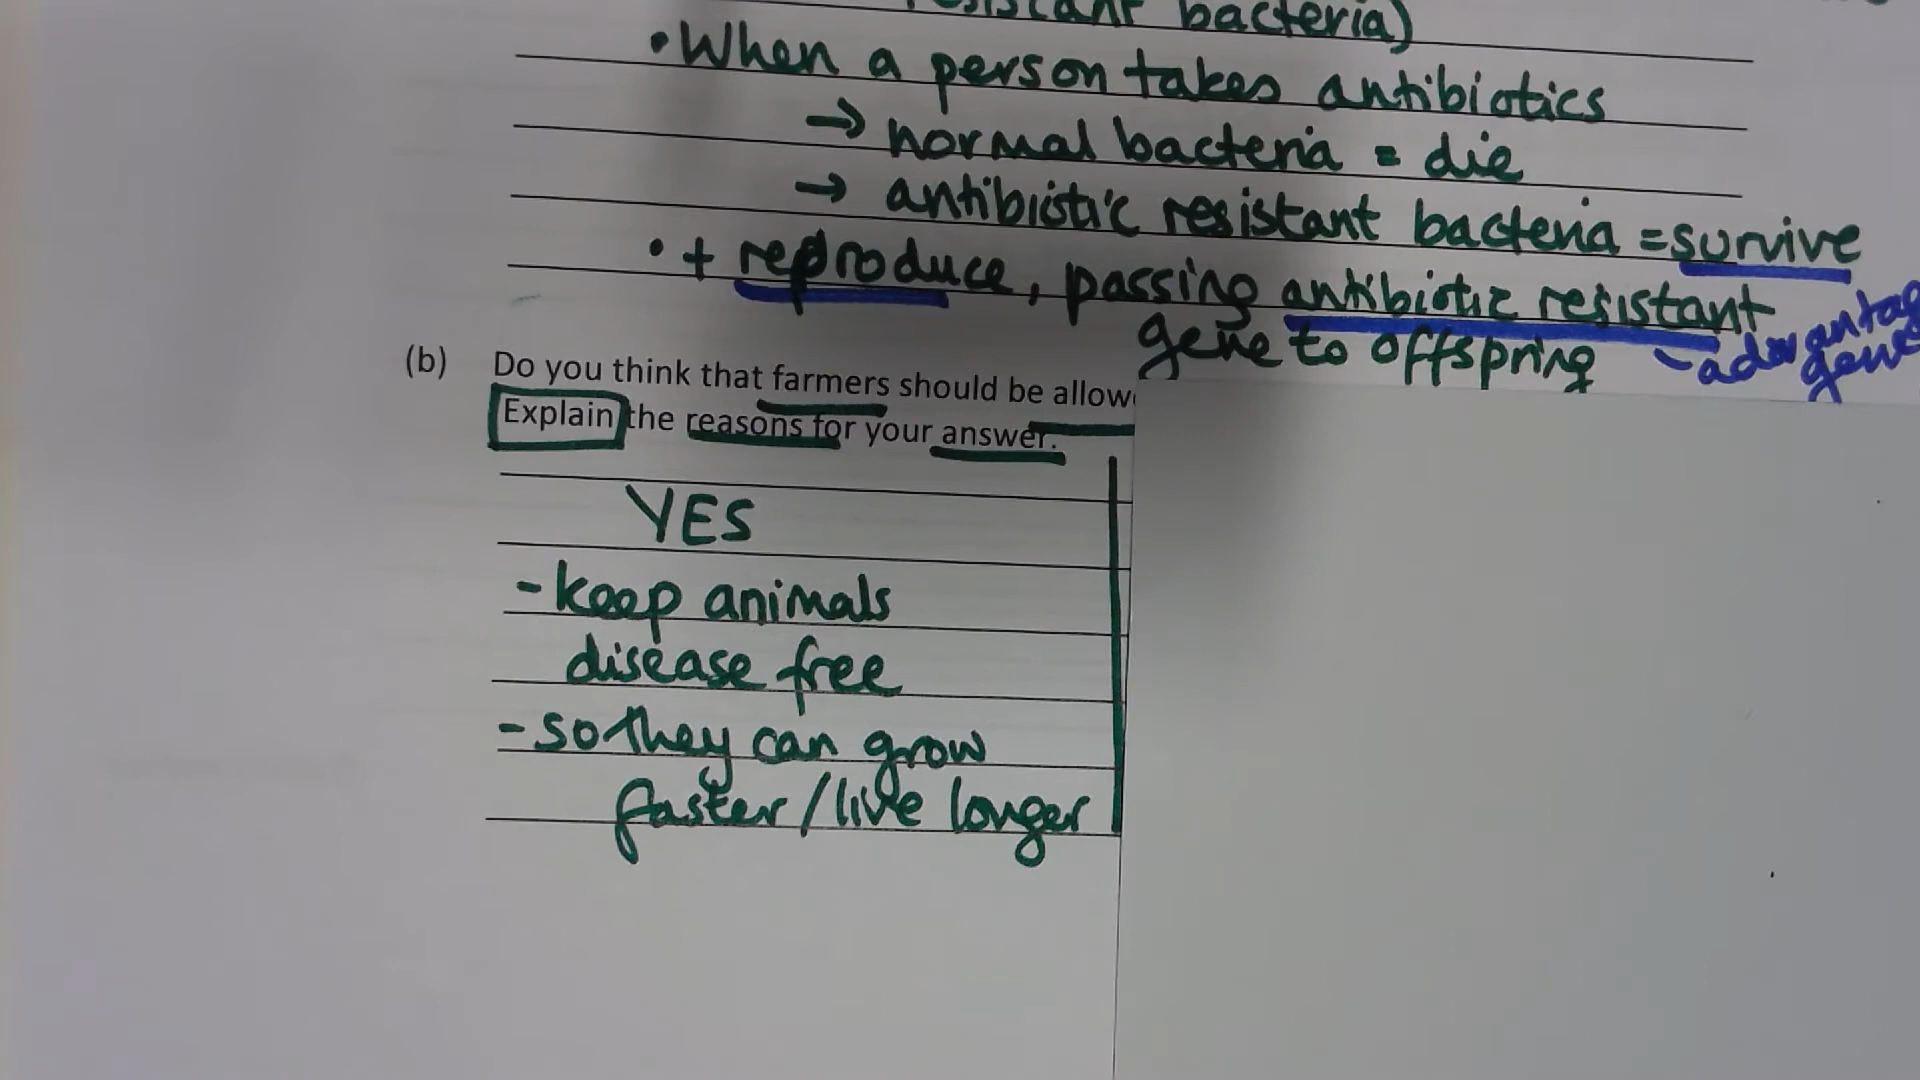 resistant bacteria)
• When a person takes antibiotics
→ normal bacteria = die
→ antibiotic resistant bacteria = survive
• + reproduce, passing antibiotic resistant
gene to offspring
(b) Do you think that farmers should be allow
Explain the reasons for your answer.
YES
- keep animals
disease free
- so they can grow
faster / live longer